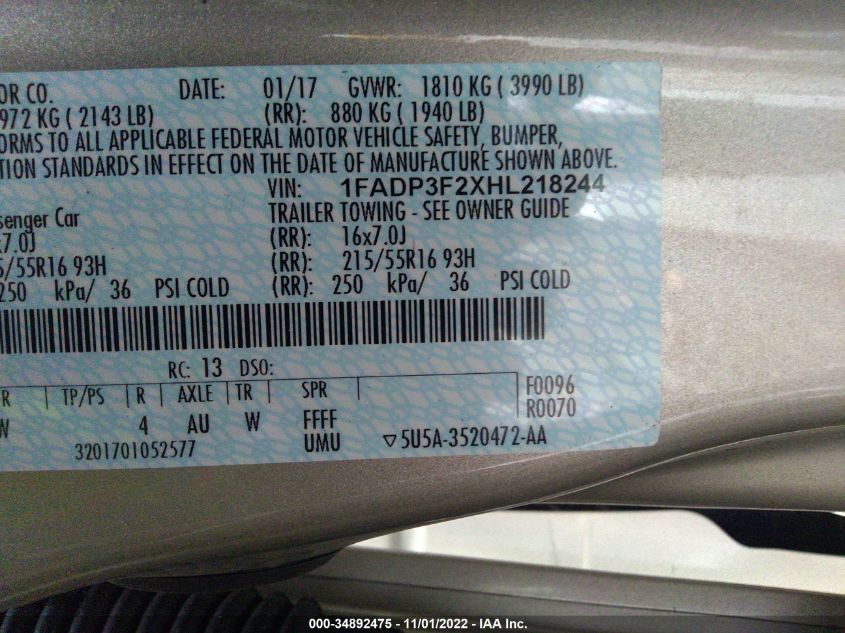 OR CO. DATE: 01/17 GVWR: 1810 KG ( 3990 LB)
972 KG ( 2143 LB) (RR): 880 KG ( 1940 LB)
ORMS TO ALL APPLICABLE FEDERAL MOTOR VEHICLE SAFETY, BUMPER,
TION STANDARDS IN EFFECT ON THE DATE OF MANUFACTURE SHOWN ABOVE.
VIN: 1FADP3F2XHL218244
senger Car TRAILER TOWING - SEE OWNER GUIDE
x7.0J (RR): 16x7.0J
5/55R16 93H (RR): 215/55R16 93H
250 kPa/ 36 PSI COLD (RR): 250 kPa/ 36 PSI COLD
RC: 13 DSO:
R TP/PS R AXLE TR SPR F0096
W 4 AU W FFFF R0070
3201701052577 UMU ▽5U5A-3520472-AA
000-34892475 - 11/01/2022 - IAA Inc.